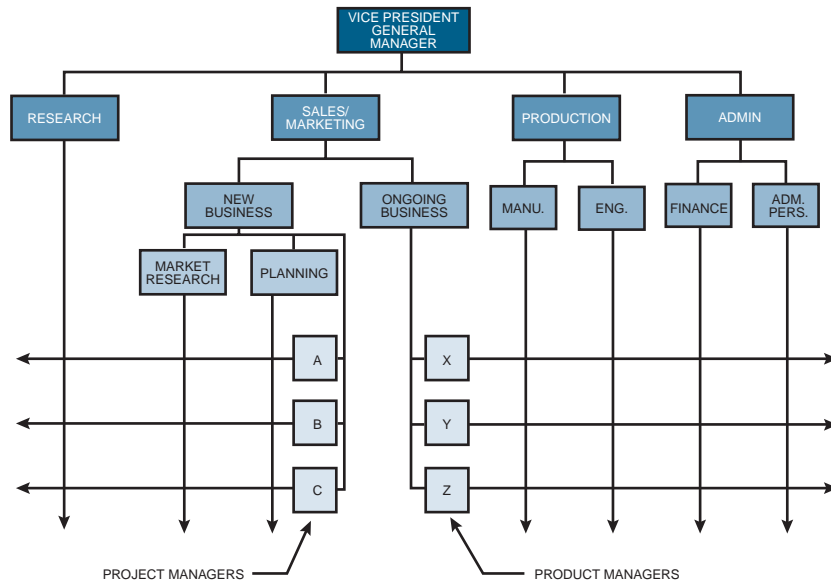 VICE PRESIDENT
GENERAL
MANAGER
RESEARCH
SALES/
MARKETING
PRODUCTION
ADMIN
NEW
BUSINESS
ONGOING
BUSINESS
MANU.
ENG.
FINANCE
ADM.
PERS.
MARKET
RESEARCH
PLANNING
A
X
B
Y
C
Z
PROJECT MANAGERS
PRODUCT MANAGERS